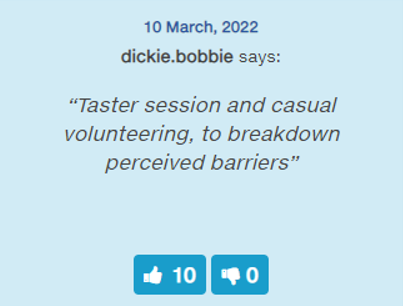 10 March, 2022
dickie.bobbie says:
“Taster session and casual
volunteering, to breakdown
perceived barriers”
10 0